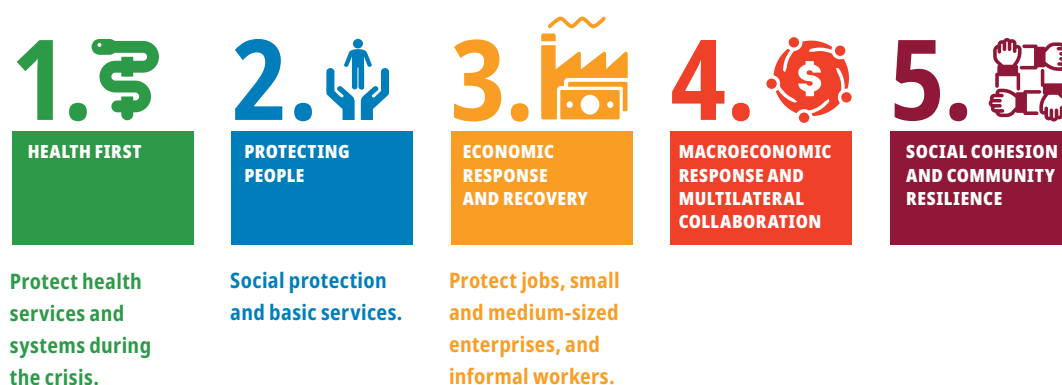 1.
HEALTH FIRST
Protect health
services and
systems during
the crisis.
2.
PROTECTING
PEOPLE
Social protection
and basic services.
3.
ECONOMIC
RESPONSE
AND RECOVERY
Protect jobs, small
and medium-sized
enterprises, and
informal workers.
4.
$
MACROECONOMIC
RESPONSE AND
MULTILATERAL
COLLABORATION
5.
SOCIAL COHESION
AND COMMUNITY
RESILIENCE